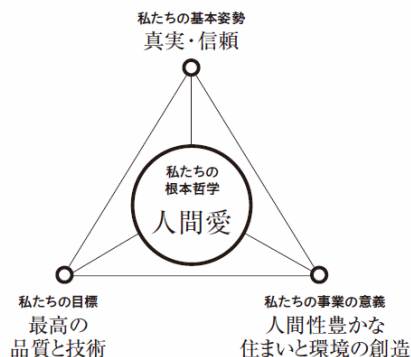 私たちの基本姿勢
真実・信頼
私たちの
根本哲学
人間愛
私たちの目標
最高の
品質と技術
私たちの事業の意義
人間性豊かな
住まいと環境の創造